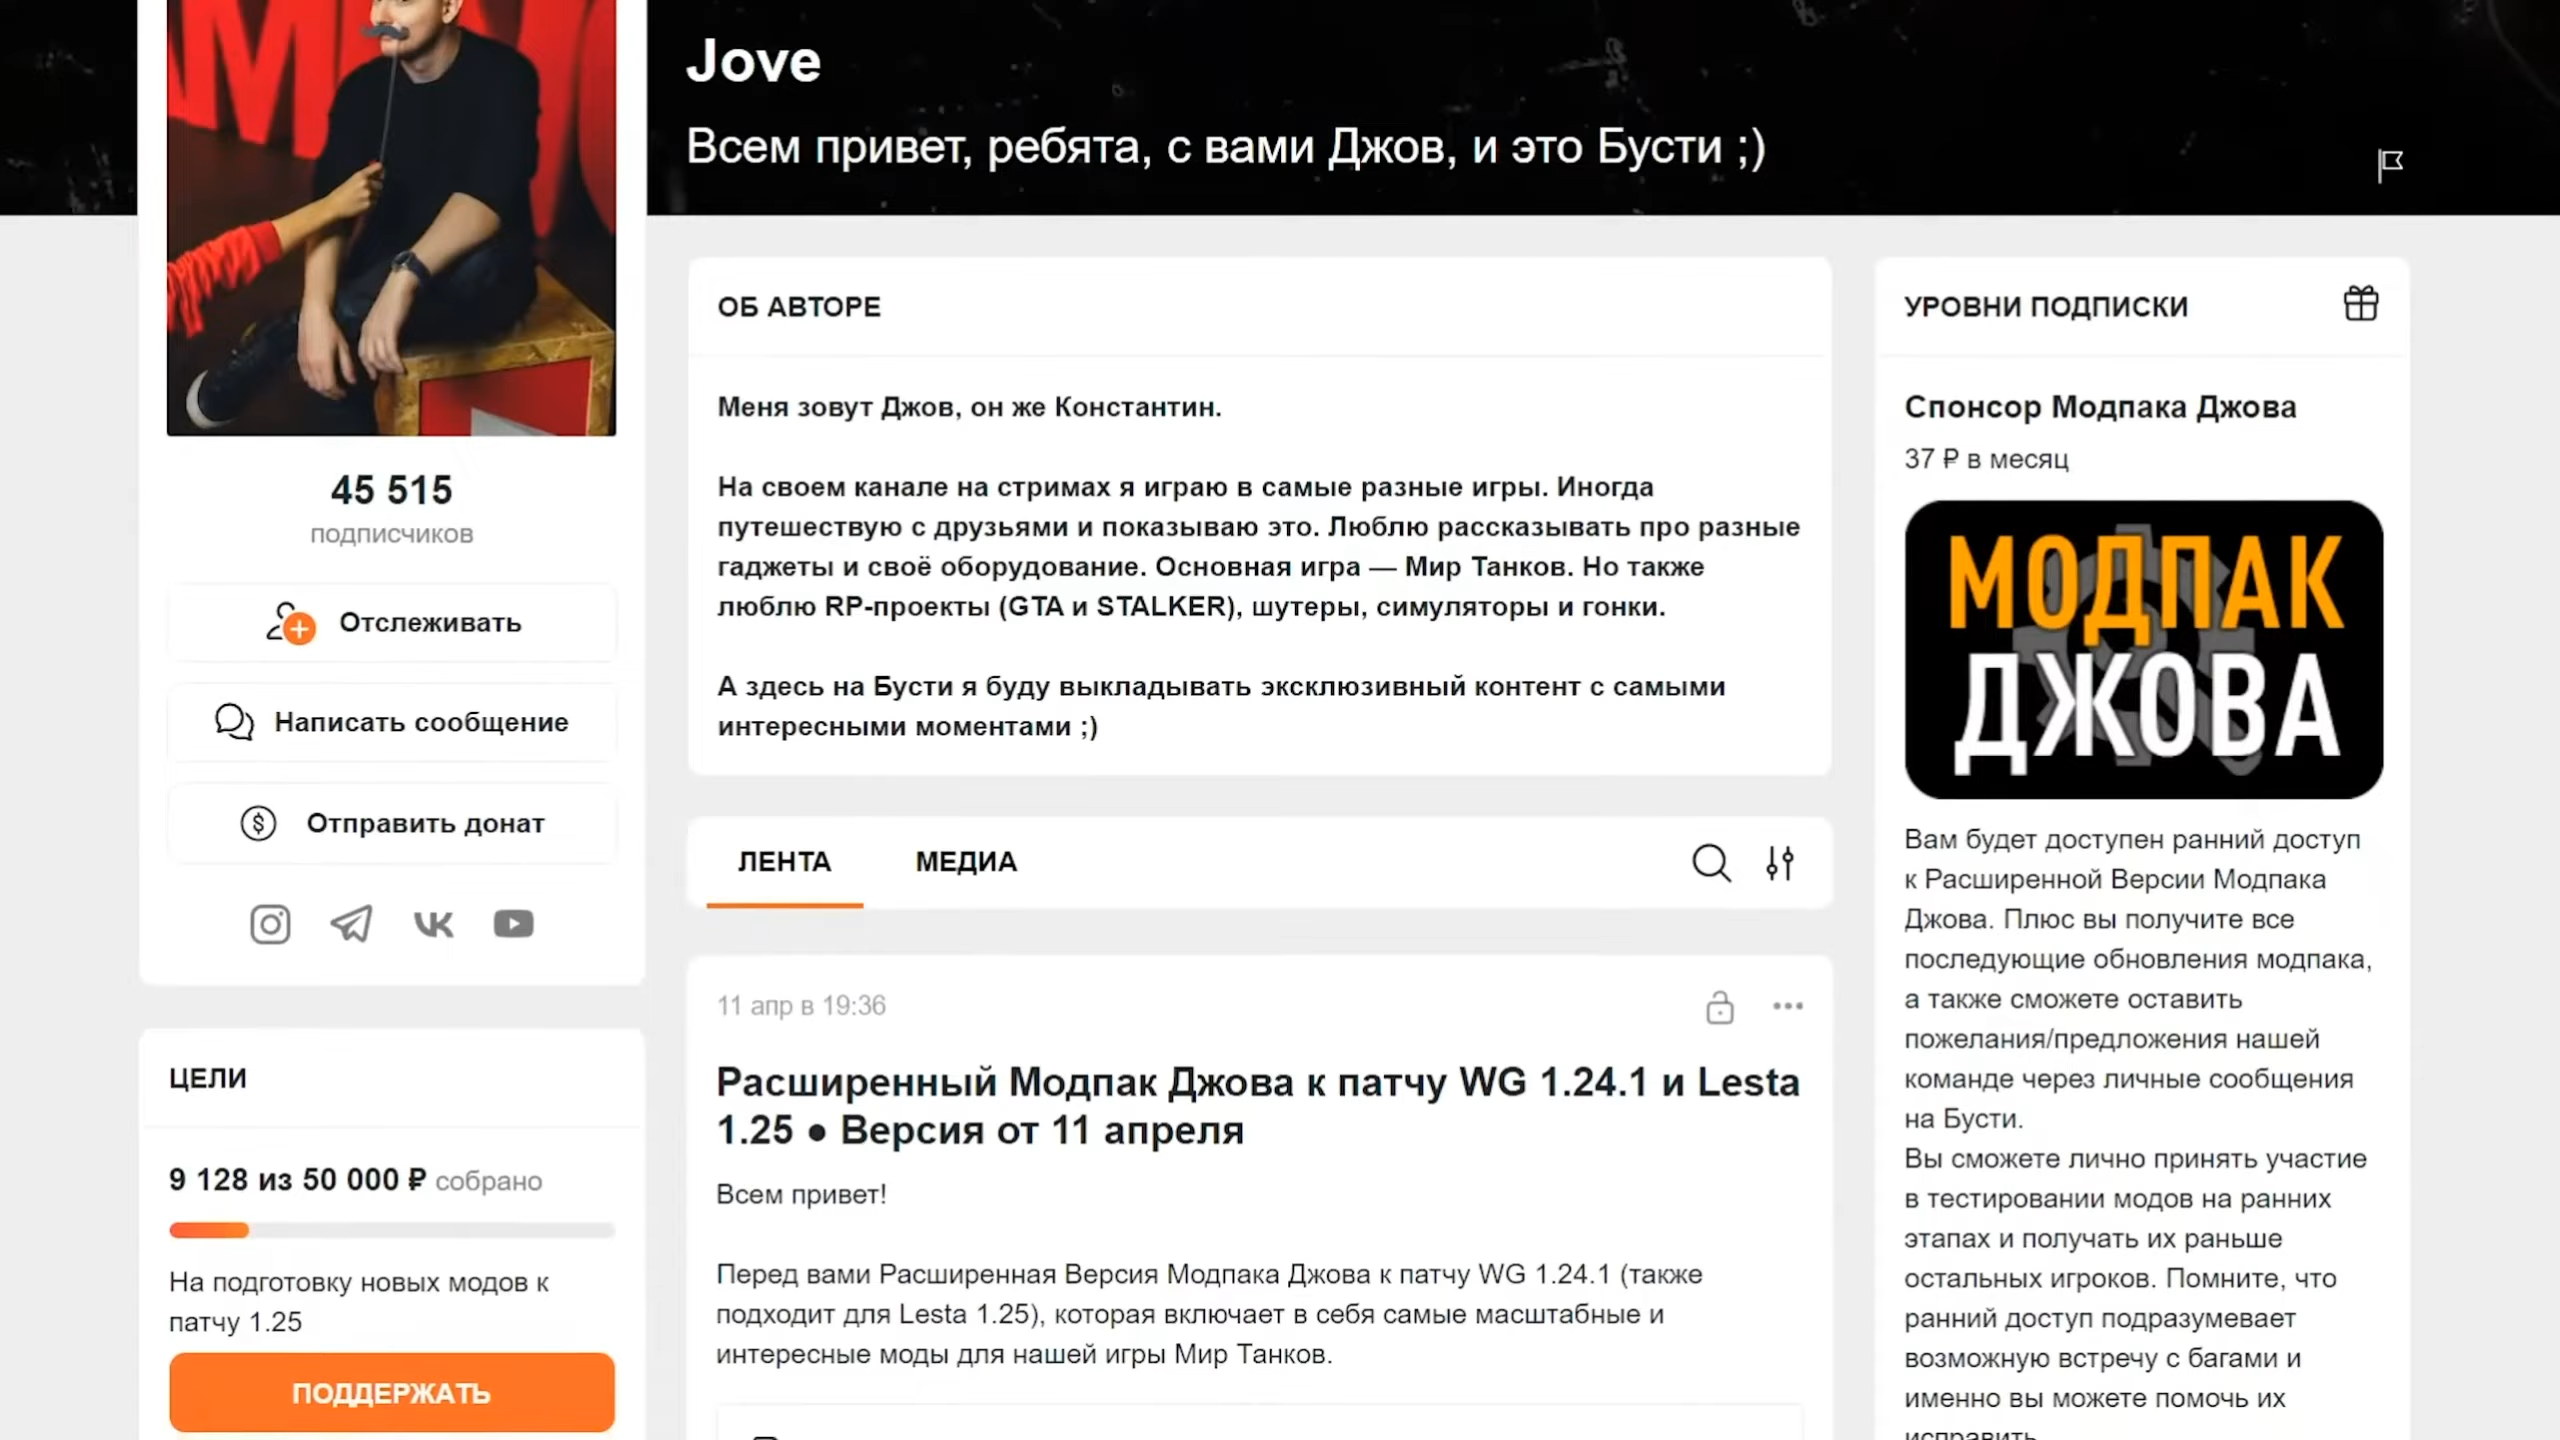 Jove
Всем привет, ребята, с вами Джов, и это Бусти ;)
45 515
подписчиков
Отслеживать
Написать сообщение
Отправить донат
ЦЕЛИ
9 128 из 50 000 ₽ собрано
На подготовку новых модов к
патчу 1.25
ПОДДЕРЖАТЬ
ОБ АВТОРЕ
Меня зовут Джов, он же Константин.
На своем канале на стримах я играю в самые разные игры. Иногда
путешествую с друзьями и показываю это. Люблю рассказывать про разные
гаджеты и своё оборудование. Основная игра — Мир Танков. Но также
люблю RP-проекты (GTA и STALKER), шутеры, симуляторы и гонки.
А здесь на Бусти я буду выкладывать эксклюзивный контент с самыми
интересными моментами ;)
ЛЕНТА МЕДИА
11 апр в 19:36
Расширенный Модпак Джова к патчу WG 1.24.1 и Lesta
1.25 ● Версия от 11 апреля
Всем привет!
Перед вами Расширенная Версия Модпака Джова к патчу WG 1.24.1 (также
подходит для Lesta 1.25), которая включает в себя самые масштабные и
интересные моды для нашей игры Мир Танков.
УРОВНИ ПОДПИСКИ
Спонсор Модпака Джова
37 ₽ в месяц
МОДПАК
ДЖОВА
Вам будет доступен ранний доступ
к Расширенной Версии Модпака
Джова. Плюс вы получите все
последующие обновления модпака,
а также сможете оставить
пожелания/предложения нашей
команде через личные сообщения
на Бусти.
Вы сможете лично принять участие
в тестировании модов на ранних
этапах и получать их раньше
остальных игроков. Помните, что
ранний доступ подразумевает
возможную встречу с багами и
именно вы можете помочь их
исправить.